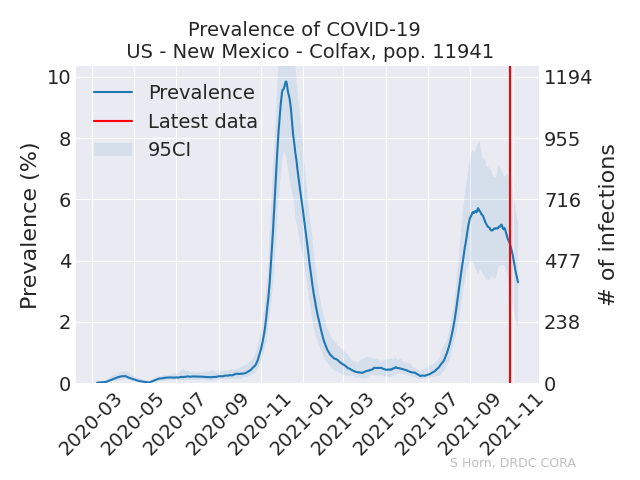 Prevalence of COVID-19
US - New Mexico - Colfax, pop. 11941
Prevalence
Latest data
95CI
Prevalence (%)
10
8
6
4
2
0
# of infections
1194
955
716
477
238
0
2020-03
2020-05
2020-07
2020-09
2020-11
2021-01
2021-03
2021-05
2021-07
2021-09
2021-11
S Horn, DRDC CORA